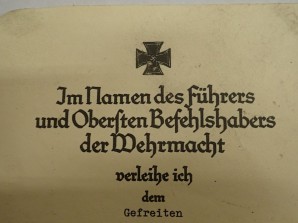 Im Namen des Führers
und Obersten Befehlshabers
der Wehrmacht
verleihe ich
dem
Gefreiten